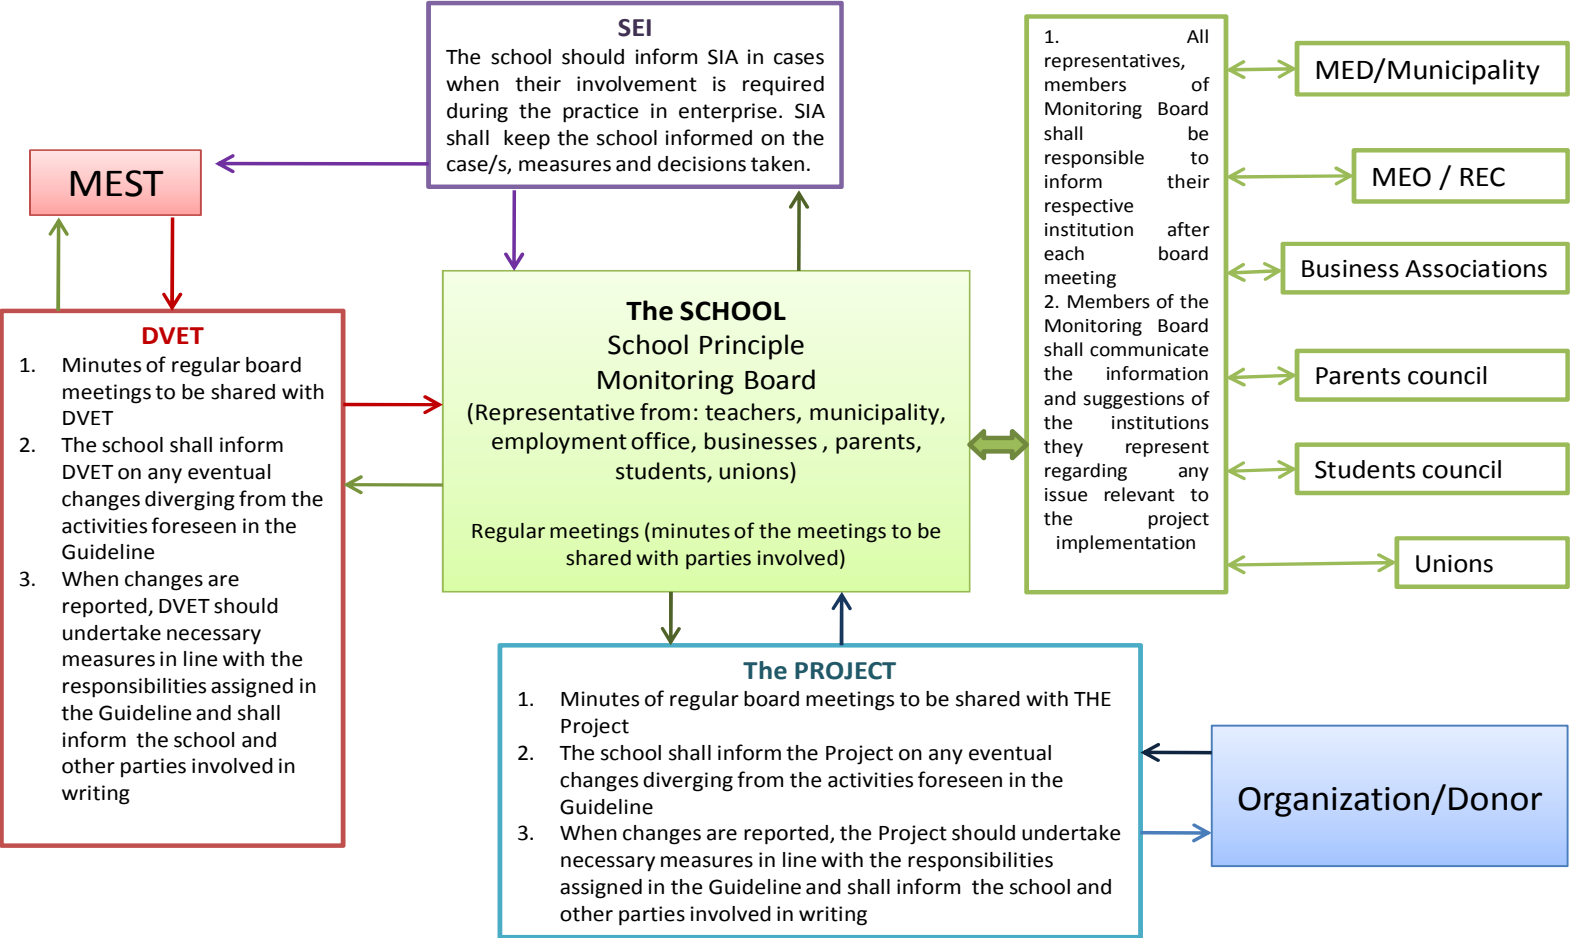 SEI
The school should inform SIA in cases
when their involvement is required
during the practice in enterprise. SIA
shall keep the school informed on the
case/s, measures and decisions taken.
MEST
DVET
1. Minutes of regular board
meetings to be shared with
DVET
2. The school shall inform
DVET on any eventual
changes diverging from the
activities foreseen in the
Guideline
3. When changes are
reported, DVET should
undertake necessary
measures in line with the
responsibilities assigned in
the Guideline and shall
inform the school and
other parties involved in
writing
The SCHOOL
School Principle
Monitoring Board
(Representative from: teachers, municipality,
employment office, businesses , parents,
students, unions)
Regular meetings (minutes of the meetings to be
shared with parties involved)
1. All
representatives,
members of
Monitoring Board
shall be
responsible to
inform their
respective
institution after
each board
meeting
2. Members of the
Monitoring Board
shall communicate
the information
and suggestions of
the institutions
they represent
regarding any
issue relevant to
the project
implementation
MED/Municipality
MEO / REC
Business Associations
Parents council
Students council
Unions
The PROJECT
1. Minutes of regular board meetings to be shared with THE
Project
2. The school shall inform the Project on any eventual
changes diverging from the activities foreseen in the
Guideline
3. When changes are reported, the Project should undertake
necessary measures in line with the responsibilities
assigned in the Guideline and shall inform the school and
other parties involved in writing
Organization/Donor